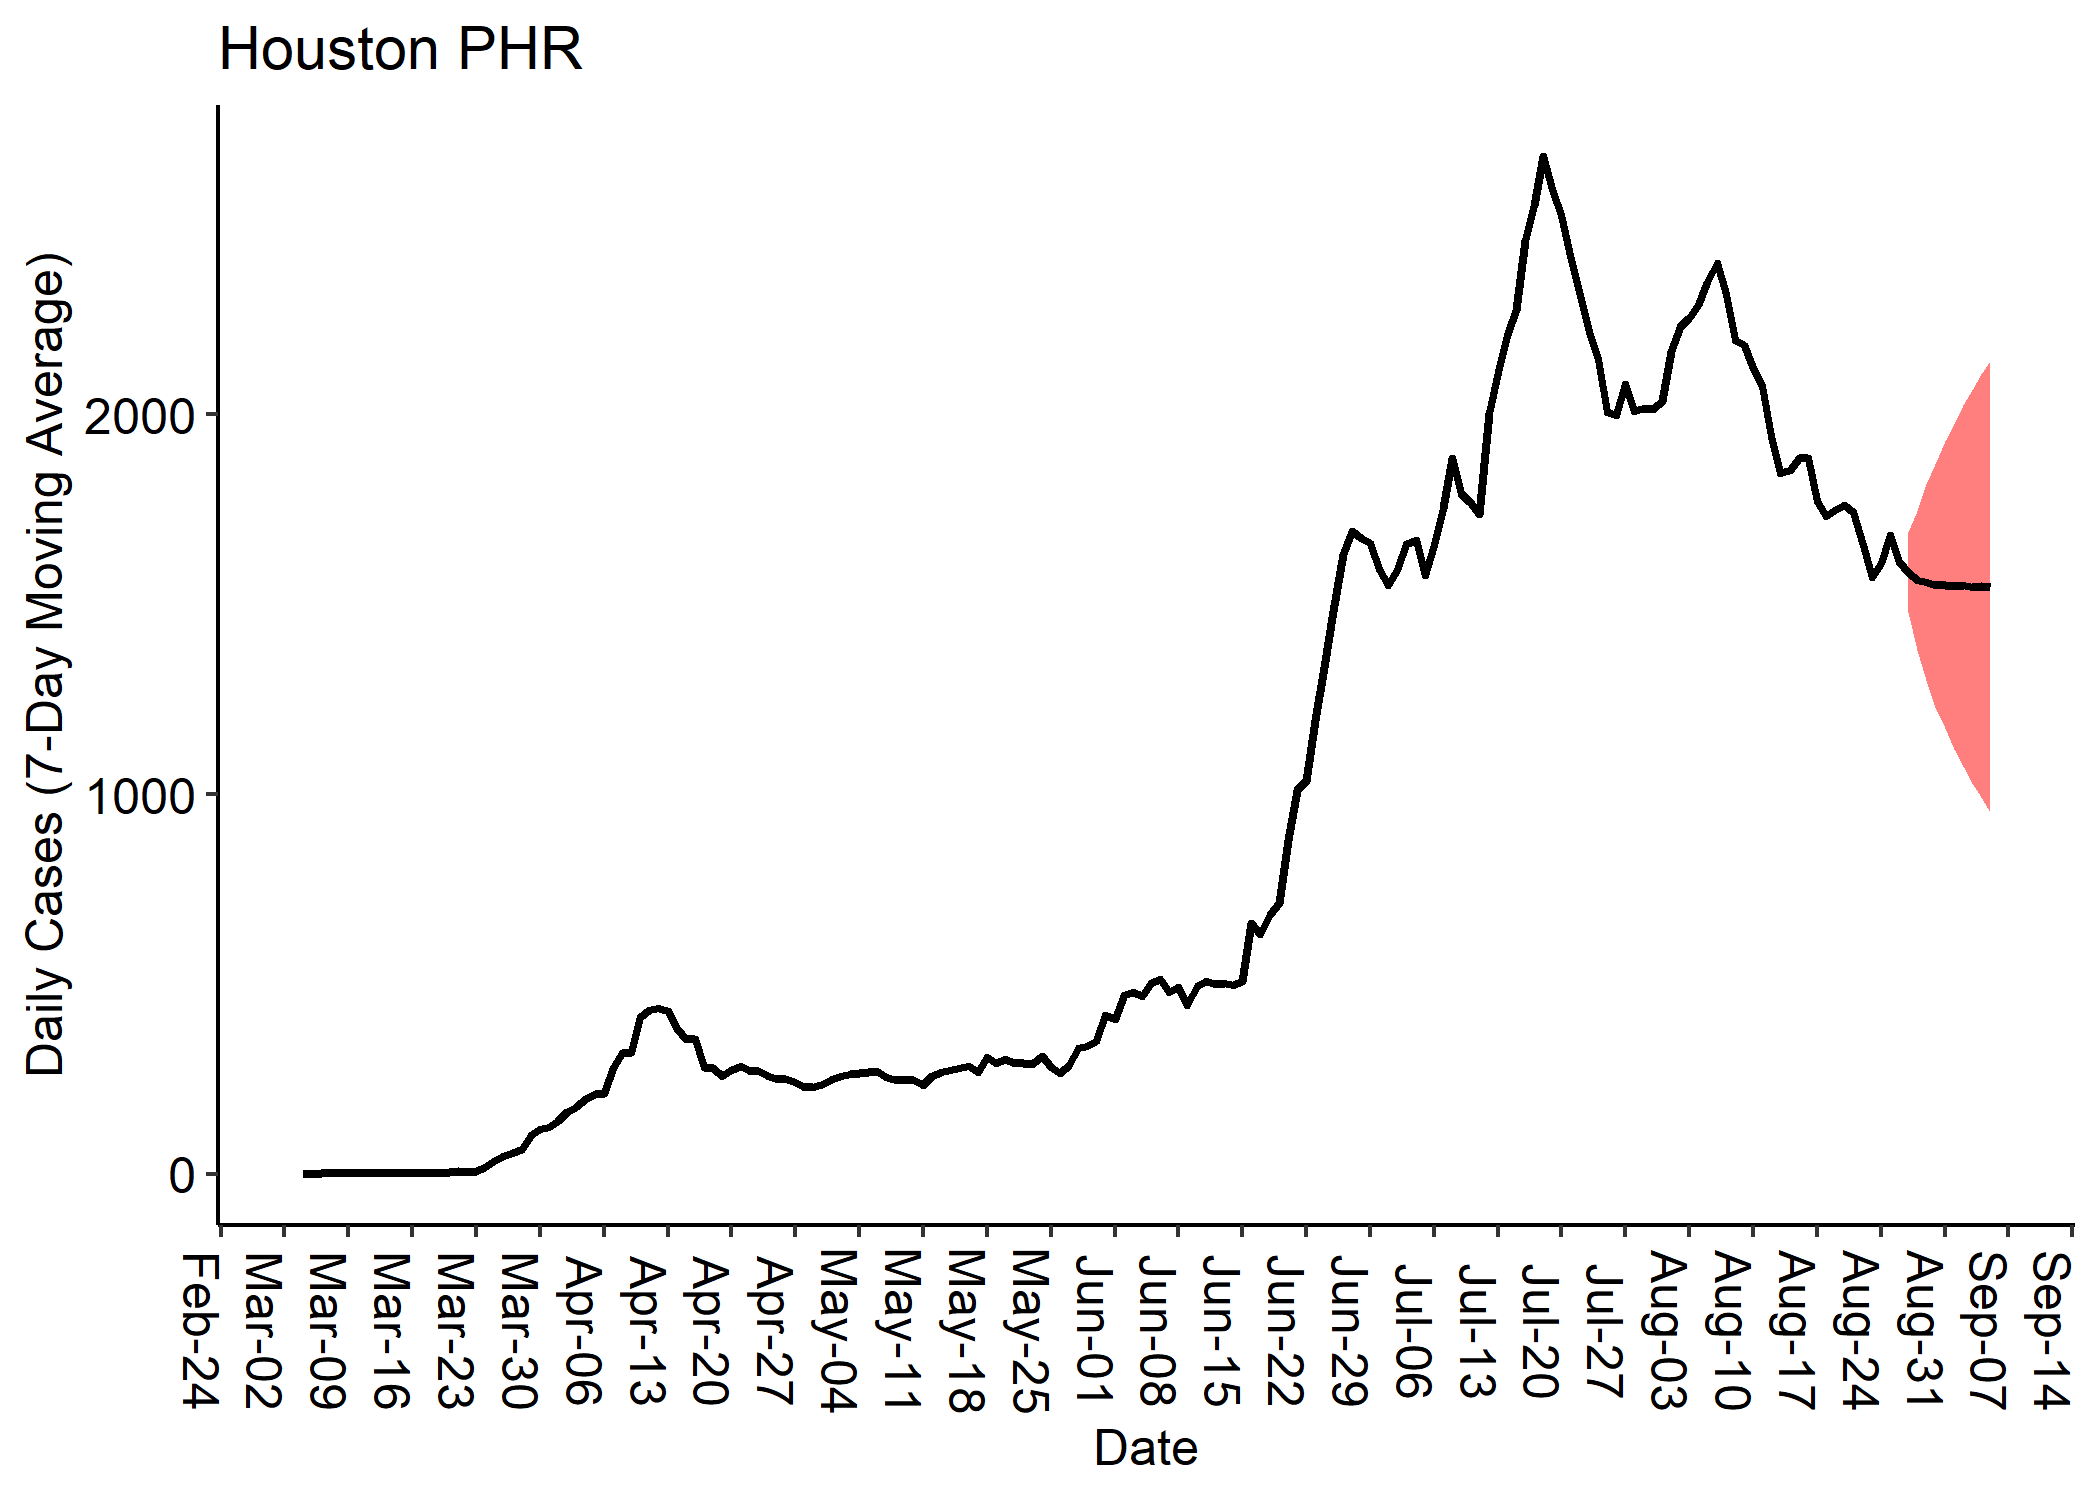 Houston PHR
Daily Cases (7-Day Moving Average)
2000
1000
0
Feb-24
Mar-02
Mar-09
Mar-16
Mar-23
Mar-30
Apr-06
Apr-13
Apr-20
Apr-27
May-04
May-11
May-18
May-25
Jun-01
Jun-08
Jun-15
Jun-22
Jun-29
Jul-06
Jul-13
Jul-20
Jul-27
Aug-03
Aug-10
Aug-17
Aug-24
Aug-31
Sep-07
Sep-14
Date